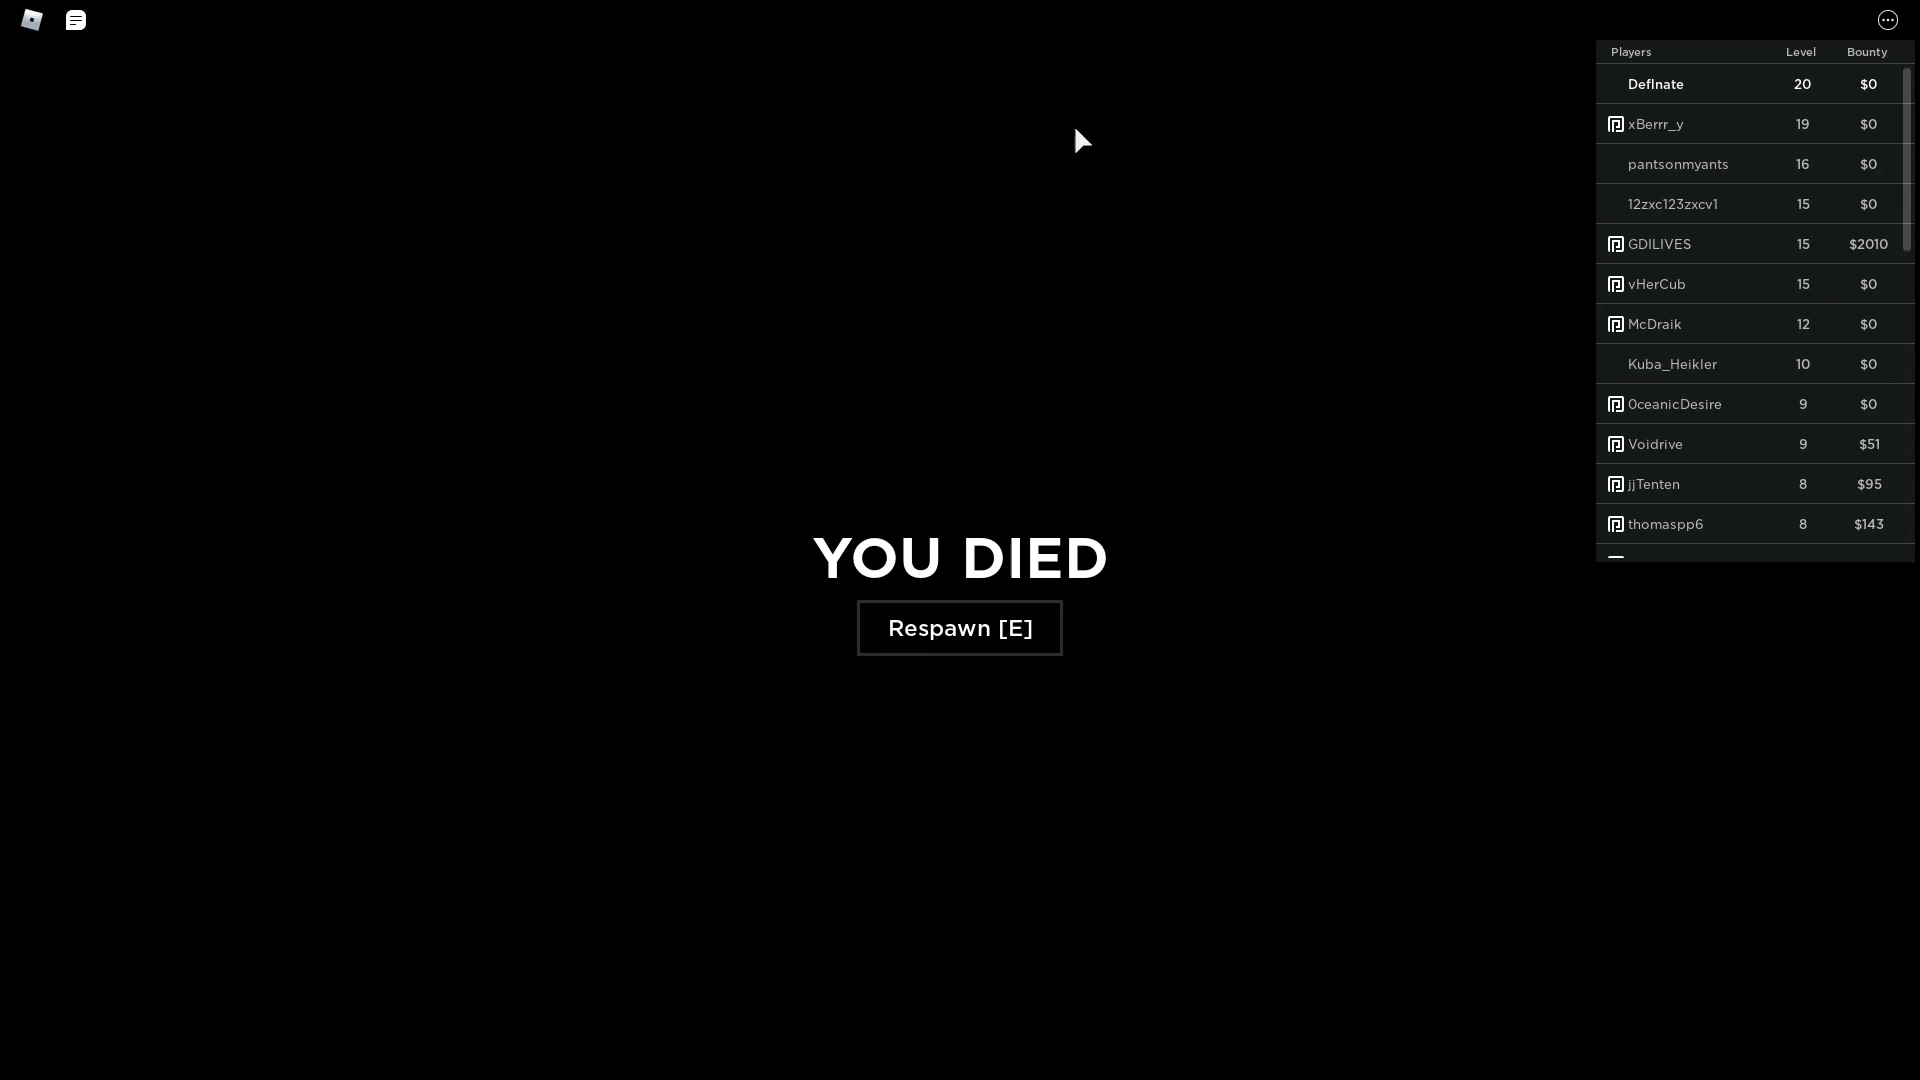 Players Level Bounty
DefInate 20 $0
xBerrr_y 19 $0
pantsonmyants 16 $0
12zxc123zxcv1 15 $0
GDILIVES 15 $2010
vHerCub 15 $0
McDraik 12 $0
Kuba_Heikler 10 $0
0ceanicDesire 9 $0
Voidrive 9 $51
jjTenten 8 $95
thomaspp6 8 $143
YOU DIED
Respawn [E]